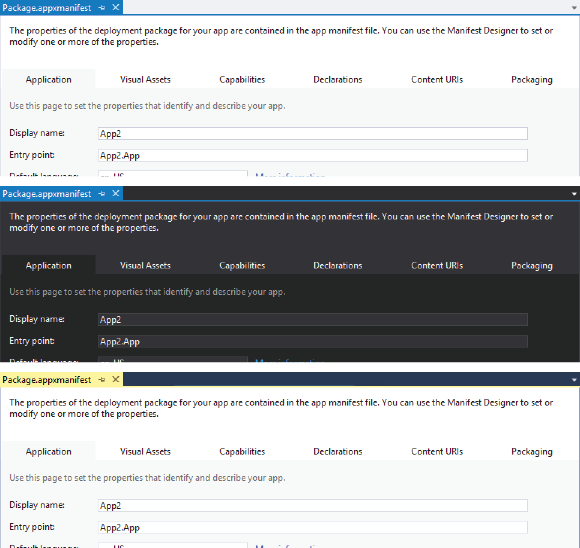 Package.appxmanifest
The properties of the deployment package for your app are contained in the app manifest file. You can use the Manifest Designer to set or
modify one or more of the properties.
Application Visual Assets Capabilities Declarations Content URIs Packaging
Use this page to set the properties that identify and describe your app.
Display name: App2
Entry point: App2.App
Default language: en-US More information
Package.appxmanifest
The properties of the deployment package for your app are contained in the app manifest file. You can use the Manifest Designer to set or
modify one or more of the properties.
Application Visual Assets Capabilities Declarations Content URIs Packaging
Use this page to set the properties that identify and describe your app.
Display name: App2
Entry point: App2.App
Default language: en-US More information
Package.appxmanifest
The properties of the deployment package for your app are contained in the app manifest file. You can use the Manifest Designer to set or
modify one or more of the properties.
Application Visual Assets Capabilities Declarations Content URIs Packaging
Use this page to set the properties that identify and describe your app.
Display name: App2
Entry point: App2.App